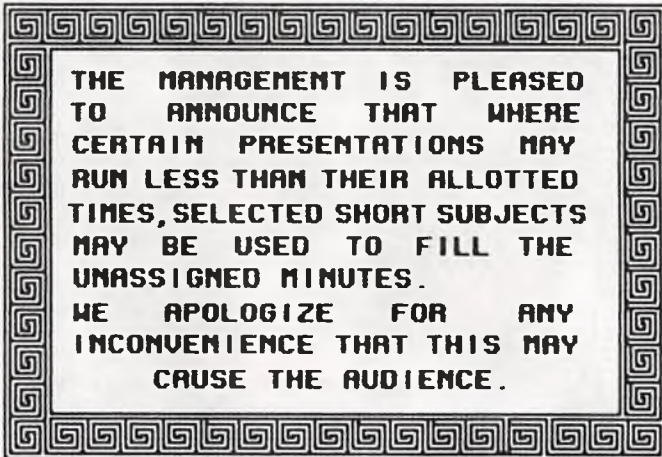 THE MANAGEMENT IS PLEASED
TO ANNOUNCE THAT WHERE
CERTAIN PRESENTATIONS MAY
RUN LESS THAN THEIR ALLOTTED
TIMES, SELECTED SHORT SUBJECTS
MAY BE USED TO FILL THE
UNASSIGNED MINUTES.
WE APOLOGIZE FOR ANY
INCONVENIENCE THAT THIS MAY
CAUSE THE AUDIENCE.